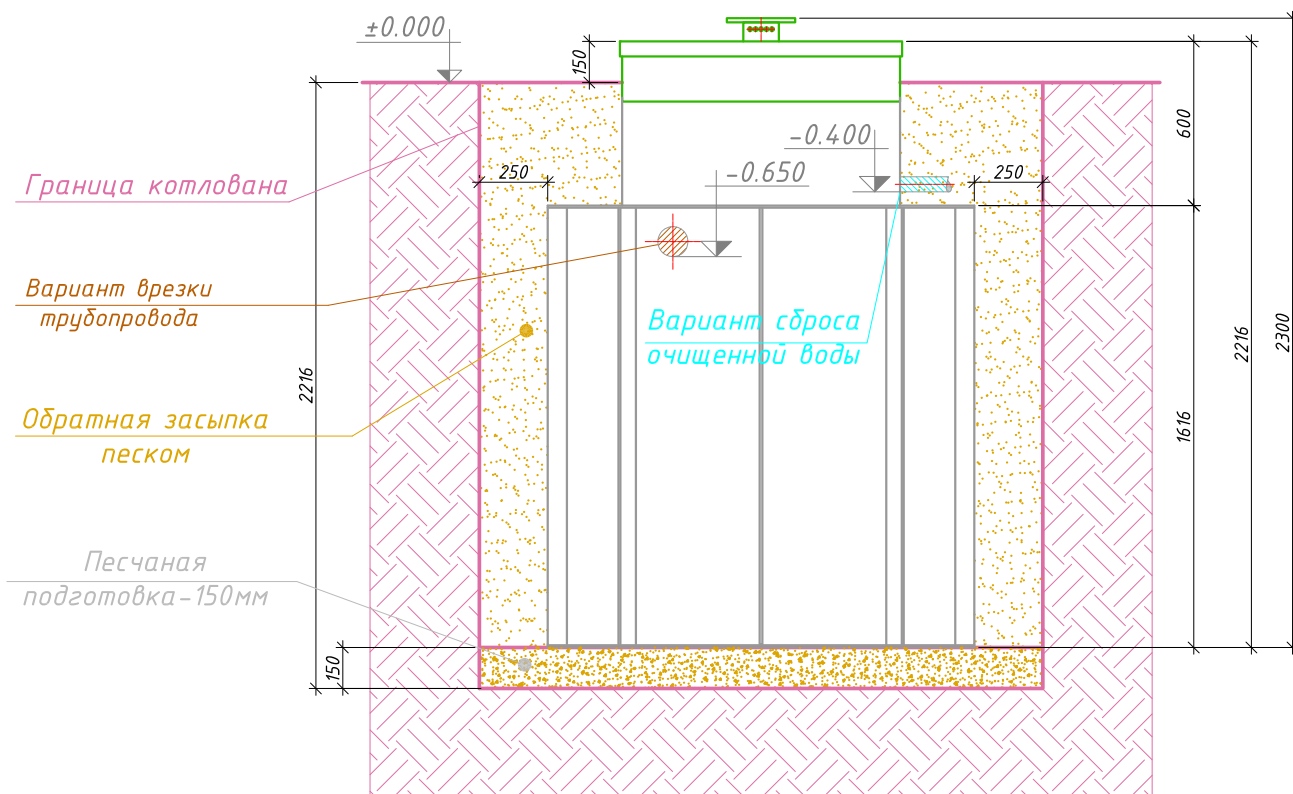 ±0.000
150
600
-0.400
Граница котлована
250
-0.650
250
Вариант врезки
трубопровода
Вариант сброса
очищенной воды
2300
2216
2216
Обратная засыпка
песком
1616
Песчаная
подготовка-150мм
150